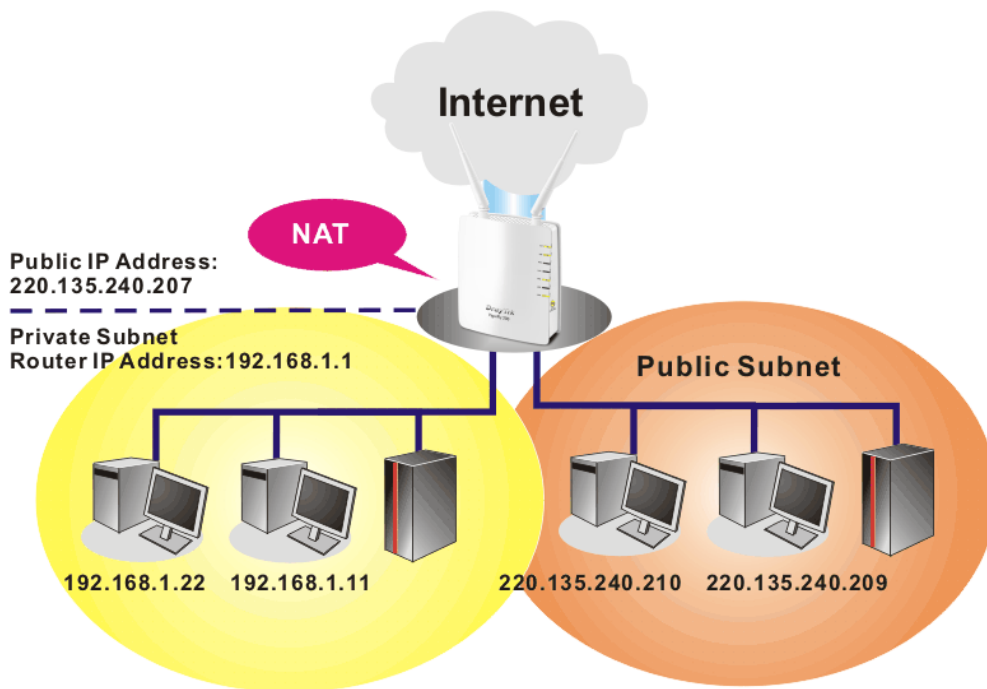 Internet
NAT
Public IP Address:
220.135.240.207
Private Subnet
Router IP Address:192.168.1.1
Public Subnet
192.168.1.22
192.168.1.11
220.135.240.210
220.135.240.209
DrayTek